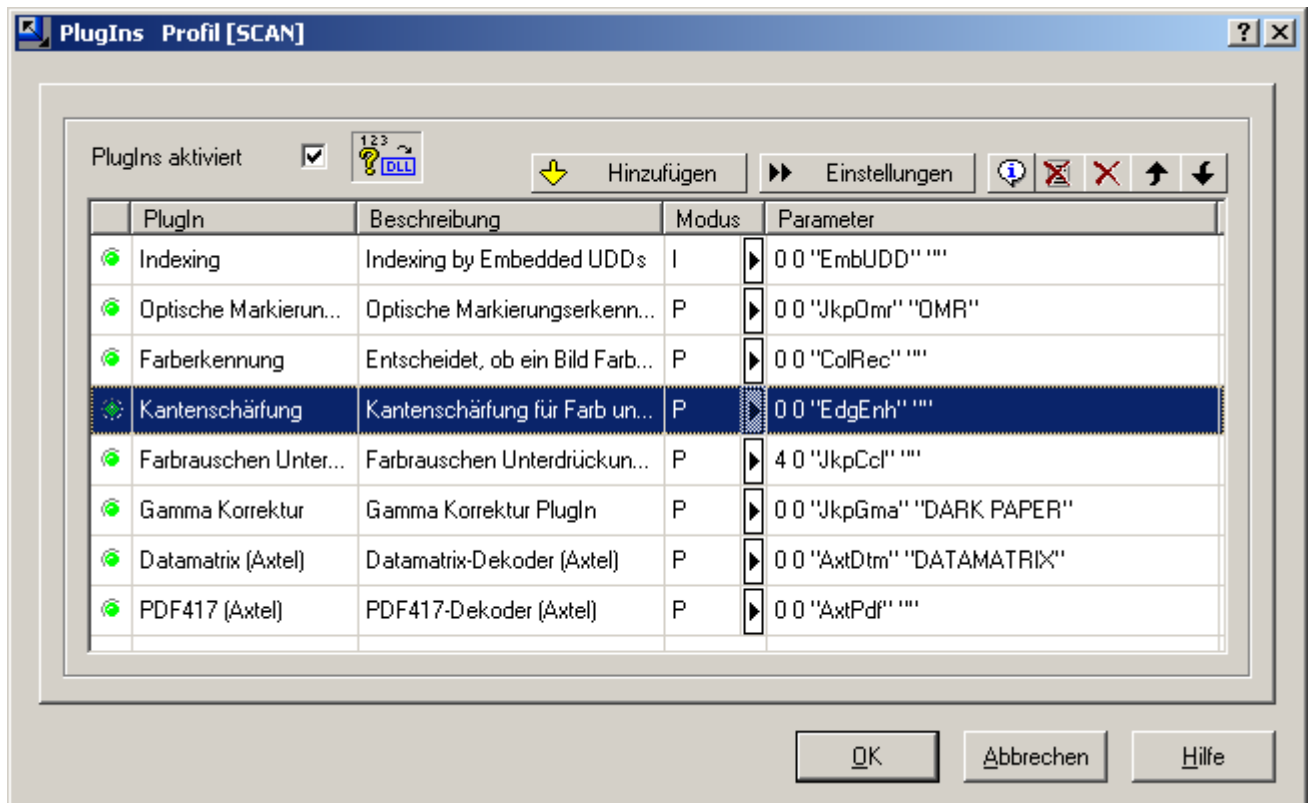 PlugIns Profil [SCAN]
PlugIns aktiviert 123 DLL Hinzufügen Einstellungen
PlugIn Beschreibung Modus Parameter
Indexing Indexing by Embedded UDDs I 0 0 "EmbUDD" ""
Optische Markierun... Optische Markierungserkenn... P 0 0 "JkpOmr" "OMR"
Farberkennung Entscheidet, ob ein Bild Farb... P 0 0 "ColRec" ""
Kantenschärfung Kantenschärfung für Farb un... P 0 0 "EdgEnh" ""
Farbrauschen Unter... Farbrauschen Unterdrückun... P 4 0 "JkpCcl" ""
Gamma Korrektur Gamma Korrektur PlugIn P 0 0 "JkpGma" "DARK PAPER"
Datamatrix (Axtel) Datamatrix-Dekoder (Axtel) P 0 0 "AxtDtm" "DATAMATRIX"
PDF417 (Axtel) PDF417-Dekoder (Axtel) P 0 0 "AxtPdf" ""
OK Abbrechen Hilfe